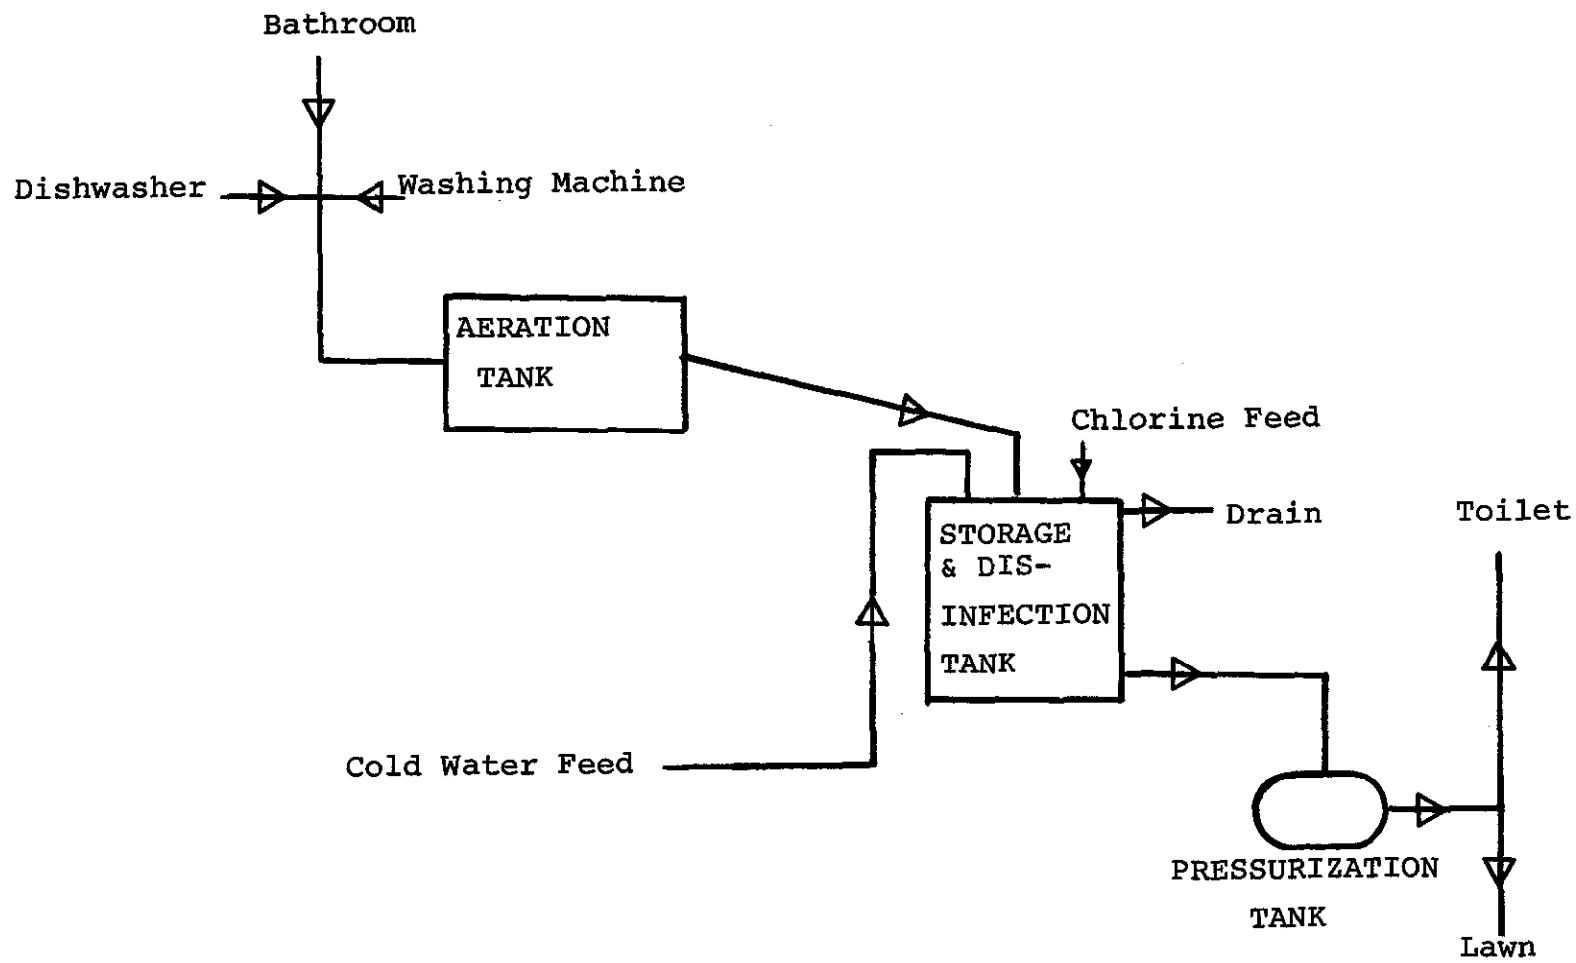 Bathroom
Dishwasher
Washing Machine
AERATION
TANK
Chlorine Feed
Drain
Toilet
STORAGE
& DIS-
INFECTION
TANK
Cold Water Feed
PRESSURIZATION
TANK
Lawn